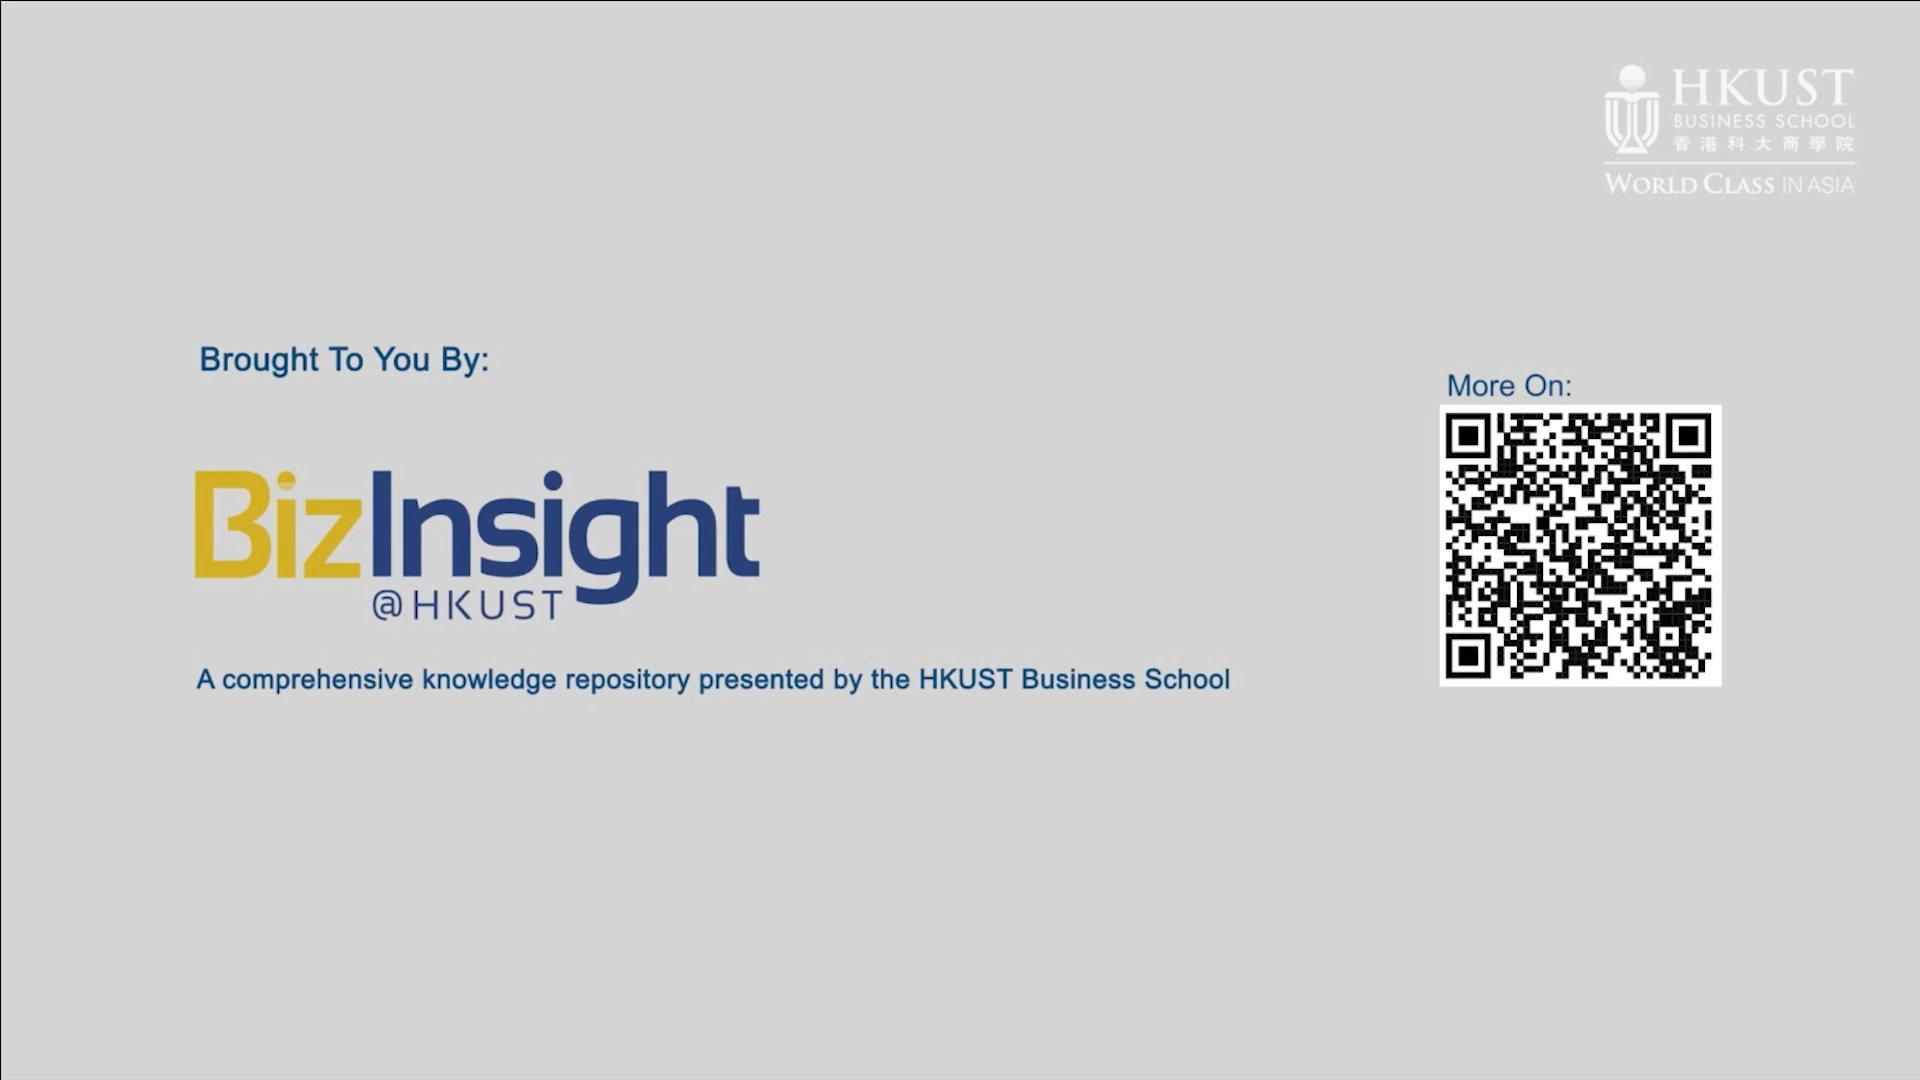 HKUST
BUSINESS SCHOOL
香港科大商學院
WORLD CLASS IN ASIA
Brought To You By:
More On:
BizInsight
@HKUST
A comprehensive knowledge repository presented by the HKUST Business School